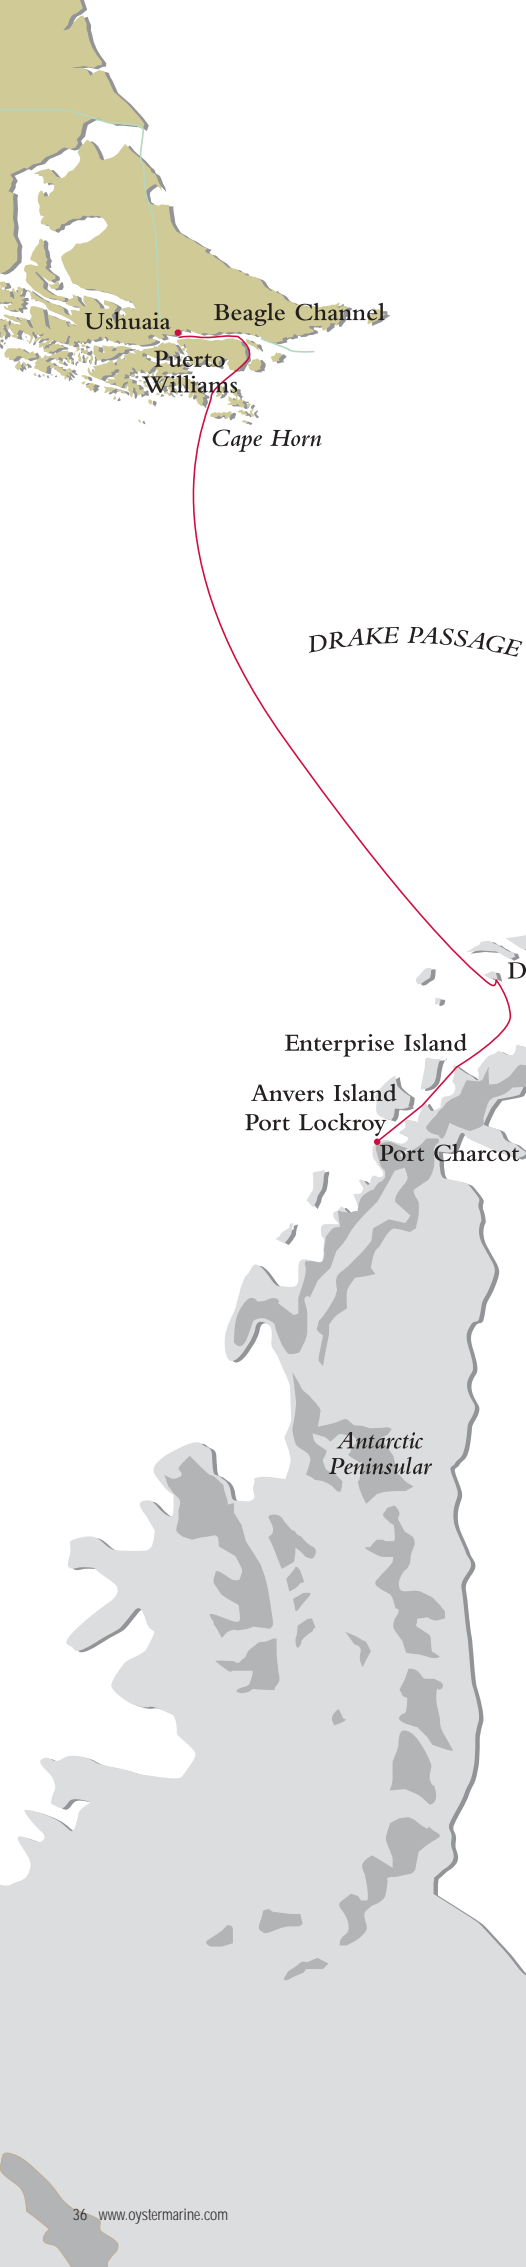 Ushuaia
Beagle Channel
Puerto
Williams
Cape Horn
DRAKE PASSAGE
D
Enterprise Island
Anvers Island
Port Lockroy
Port Charcot
Antarctic
Peninsular
36 www.oystermarine.com